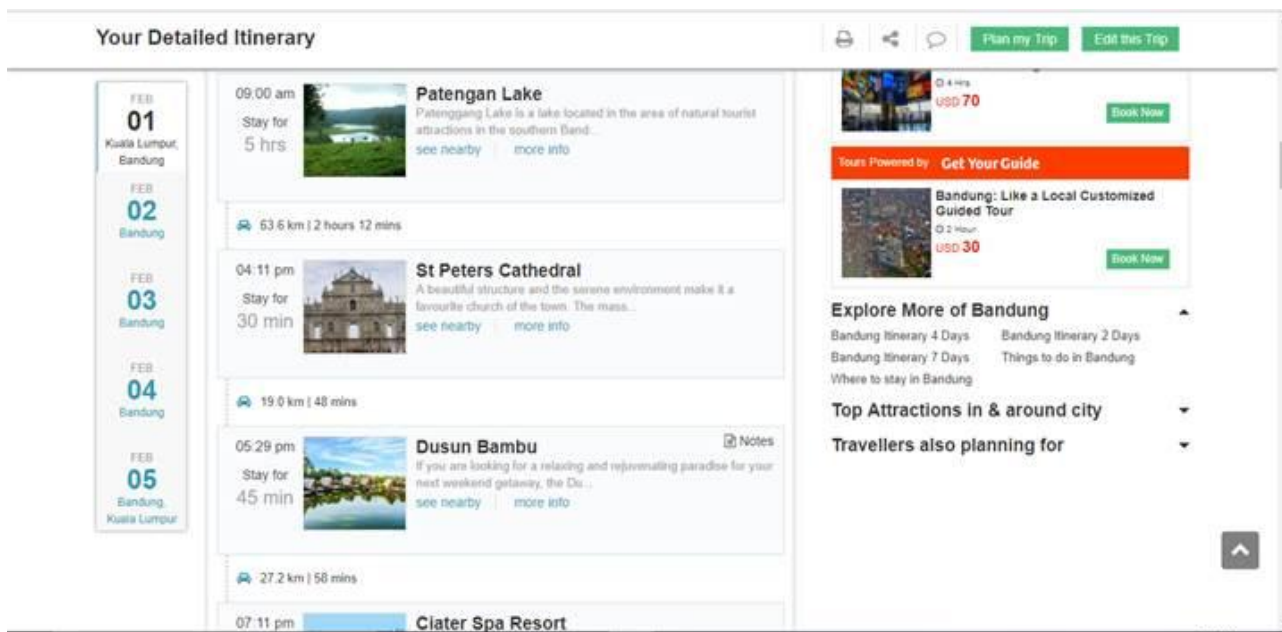 Your Detailed Itinerary
Plan my Trip
Edit this Trip
FEB
01
Kuala Lumpur,
Bandung
FEB
02
Bandung
FEB
03
Bandung
FEB
04
Bandung
FEB
05
Bandung,
Kuala Lumpur
09:00 am
Stay for
5 hrs
Patengan Lake
Patenggang Lake is a lake located in the area of natural tourist
attractions in the southern Band...
see nearby more info
63.6 km | 2 hours 12 mins
04:11 pm
Stay for
30 min
St Peters Cathedral
A beautiful structure and the serene environment make it a
favourite church of the town. The mass...
see nearby more info
19.0 km | 48 mins
05:29 pm
Stay for
45 min
Dusun Bambu
Notes
If you are looking for a relaxing and rejuvenating paradise for your
next weekend getaway, the Du...
see nearby more info
27.2 km | 58 mins
07:11 pm
Ciater Spa Resort
4 Hrs
USD 70
Book Now
Tours Powered by Get Your Guide
Bandung: Like a Local Customized
Guided Tour
2 Hour
USD 30
Book Now
Explore More of Bandung
Bandung Itinerary 4 Days Bandung Itinerary 2 Days
Bandung Itinerary 7 Days Things to do in Bandung
Where to stay in Bandung
Top Attractions in & around city
Travellers also planning for